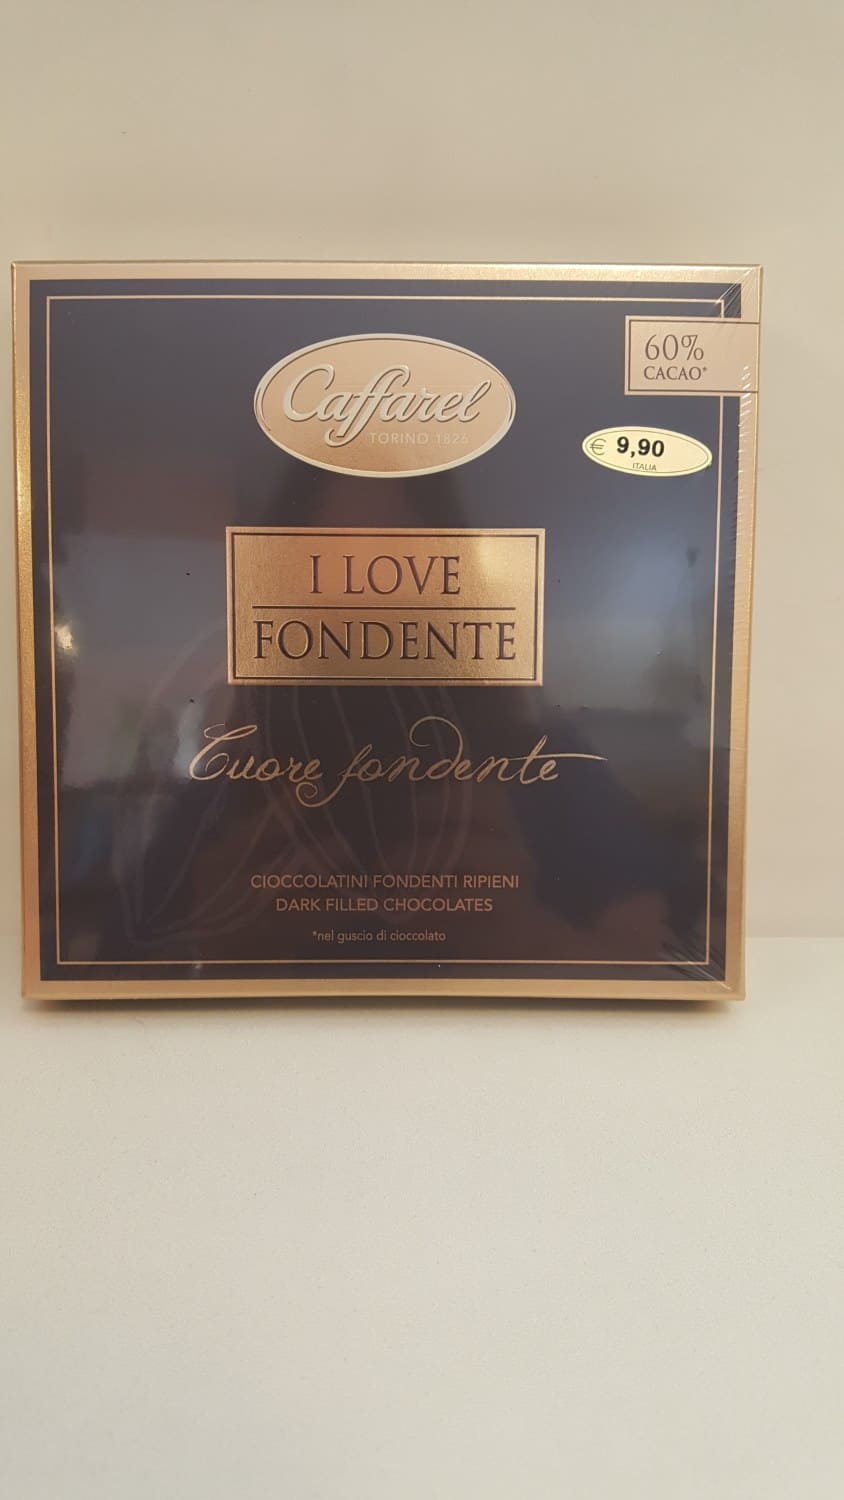 Caffarel
TORINO 1826
60%
CACAO*
€ 9,90
ITALIA
I LOVE
FONDENTE
Cuore fondente
CIOCCOLATINI FONDENTI RIPIENI
DARK FILLED CHOCOLATES
*nel guscio di cioccolato